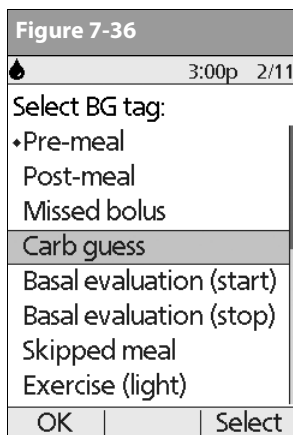 Figure 7-36
3:00p 2/11
Select BG tag:
Pre-meal
Post-meal
Missed bolus
Carb guess
Basal evaluation (start)
Basal evaluation (stop)
Skipped meal
Exercise (light)
OK Select